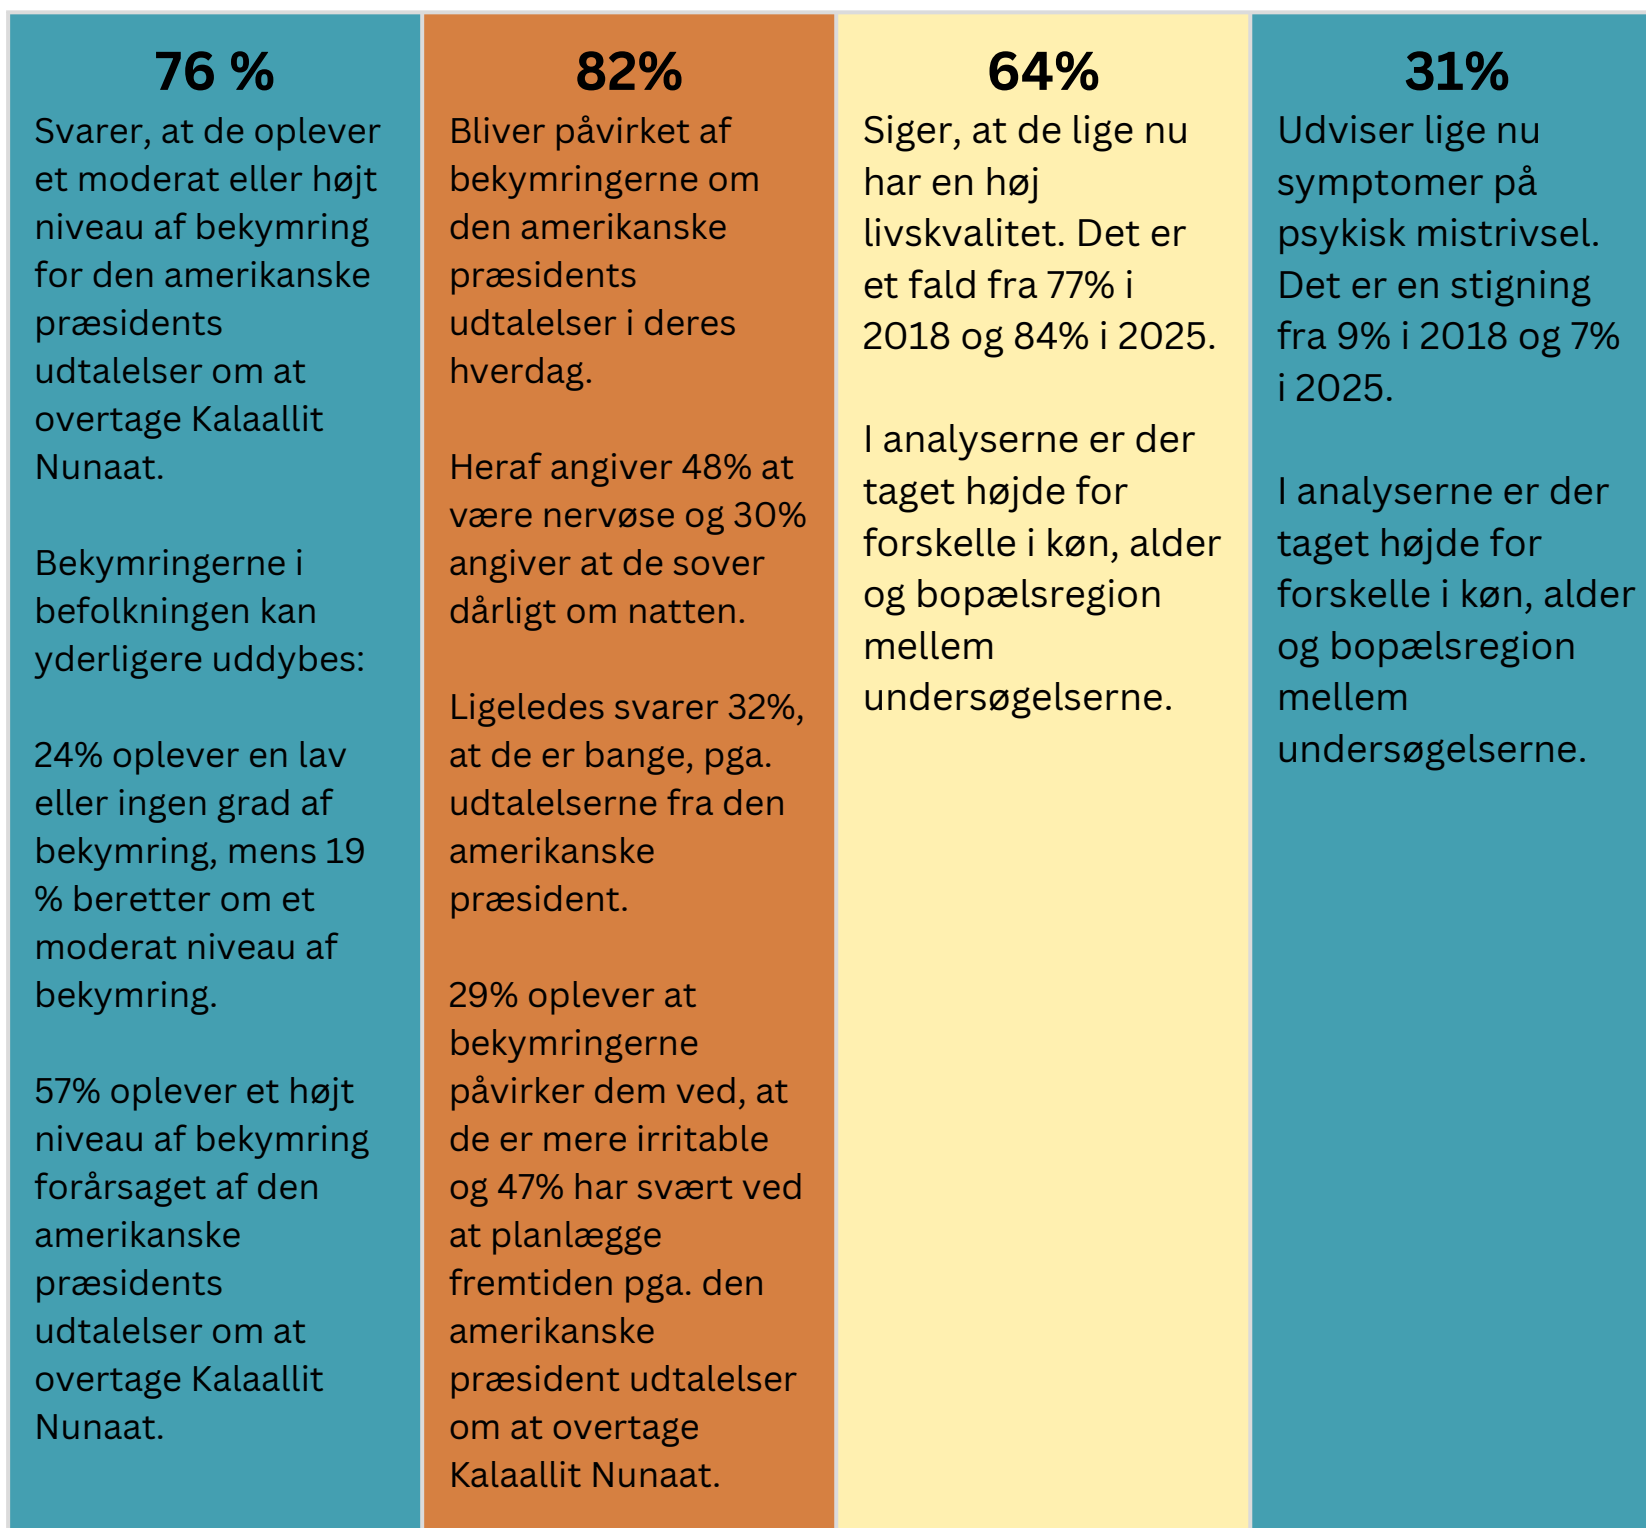 76 %
Svarer, at de oplever
et moderat eller højt
niveau af bekymring
for den amerikanske
præsidents
udtalelser om at
overtage Kalaallit
Nunaat.
Bekymringerne i
befolkningen kan
yderligere uddybes:
24% oplever en lav
eller ingen grad af
bekymring, mens 19
% beretter om et
moderat niveau af
bekymring.
57% oplever et højt
niveau af bekymring
forårsaget af den
amerikanske
præsidents
udtalelser om at
overtage Kalaallit
Nunaat.
82%
Bliver påvirket af
bekymringerne om
den amerikanske
præsidents
udtalelser i deres
hverdag.
Heraf angiver 48% at
være nervøse og 30%
angiver at de sover
dårligt om natten.
Ligeledes svarer 32%,
at de er bange, pga.
udtalelserne fra den
amerikanske
præsident.
29% oplever at
bekymringerne
påvirker dem ved, at
de er mere irritable
og 47% har svært ved
at planlægge
fremtiden pga. den
amerikanske
præsident udtalelser
om at overtage
Kalaallit Nunaat.
64%
Siger, at de lige nu
har en høj
livskvalitet. Det er
et fald fra 77% i
2018 og 84% i 2025.
I analyserne er der
taget højde for
forskelle i køn, alder
og bopælsregion
mellem
undersøgelserne.
31%
Udviser lige nu
symptomer på
psykisk mistrivsel.
Det er en stigning
fra 9% i 2018 og 7%
i 2025.
I analyserne er der
taget højde for
forskelle i køn, alder
og bopælsregion
mellem
undersøgelserne.